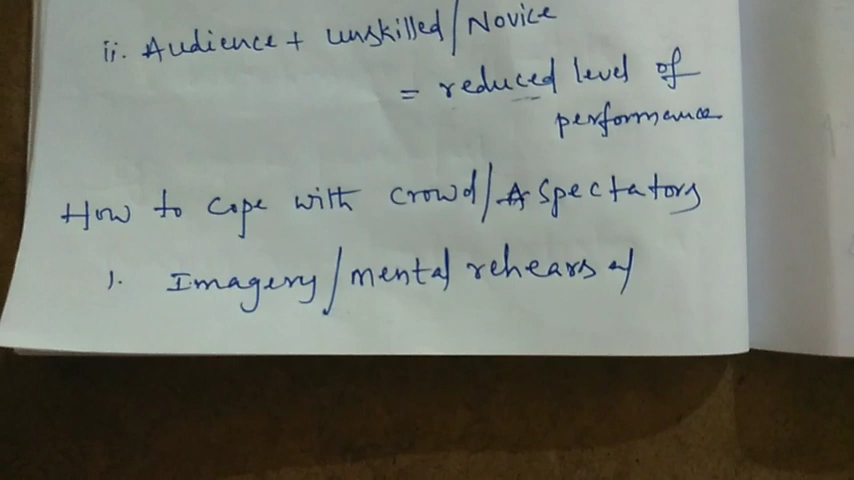 ii. Audience + unskilled/Novice
= reduced level of
performance
How to cope with crowd/spectators
1. Imagery/mental rehearsal